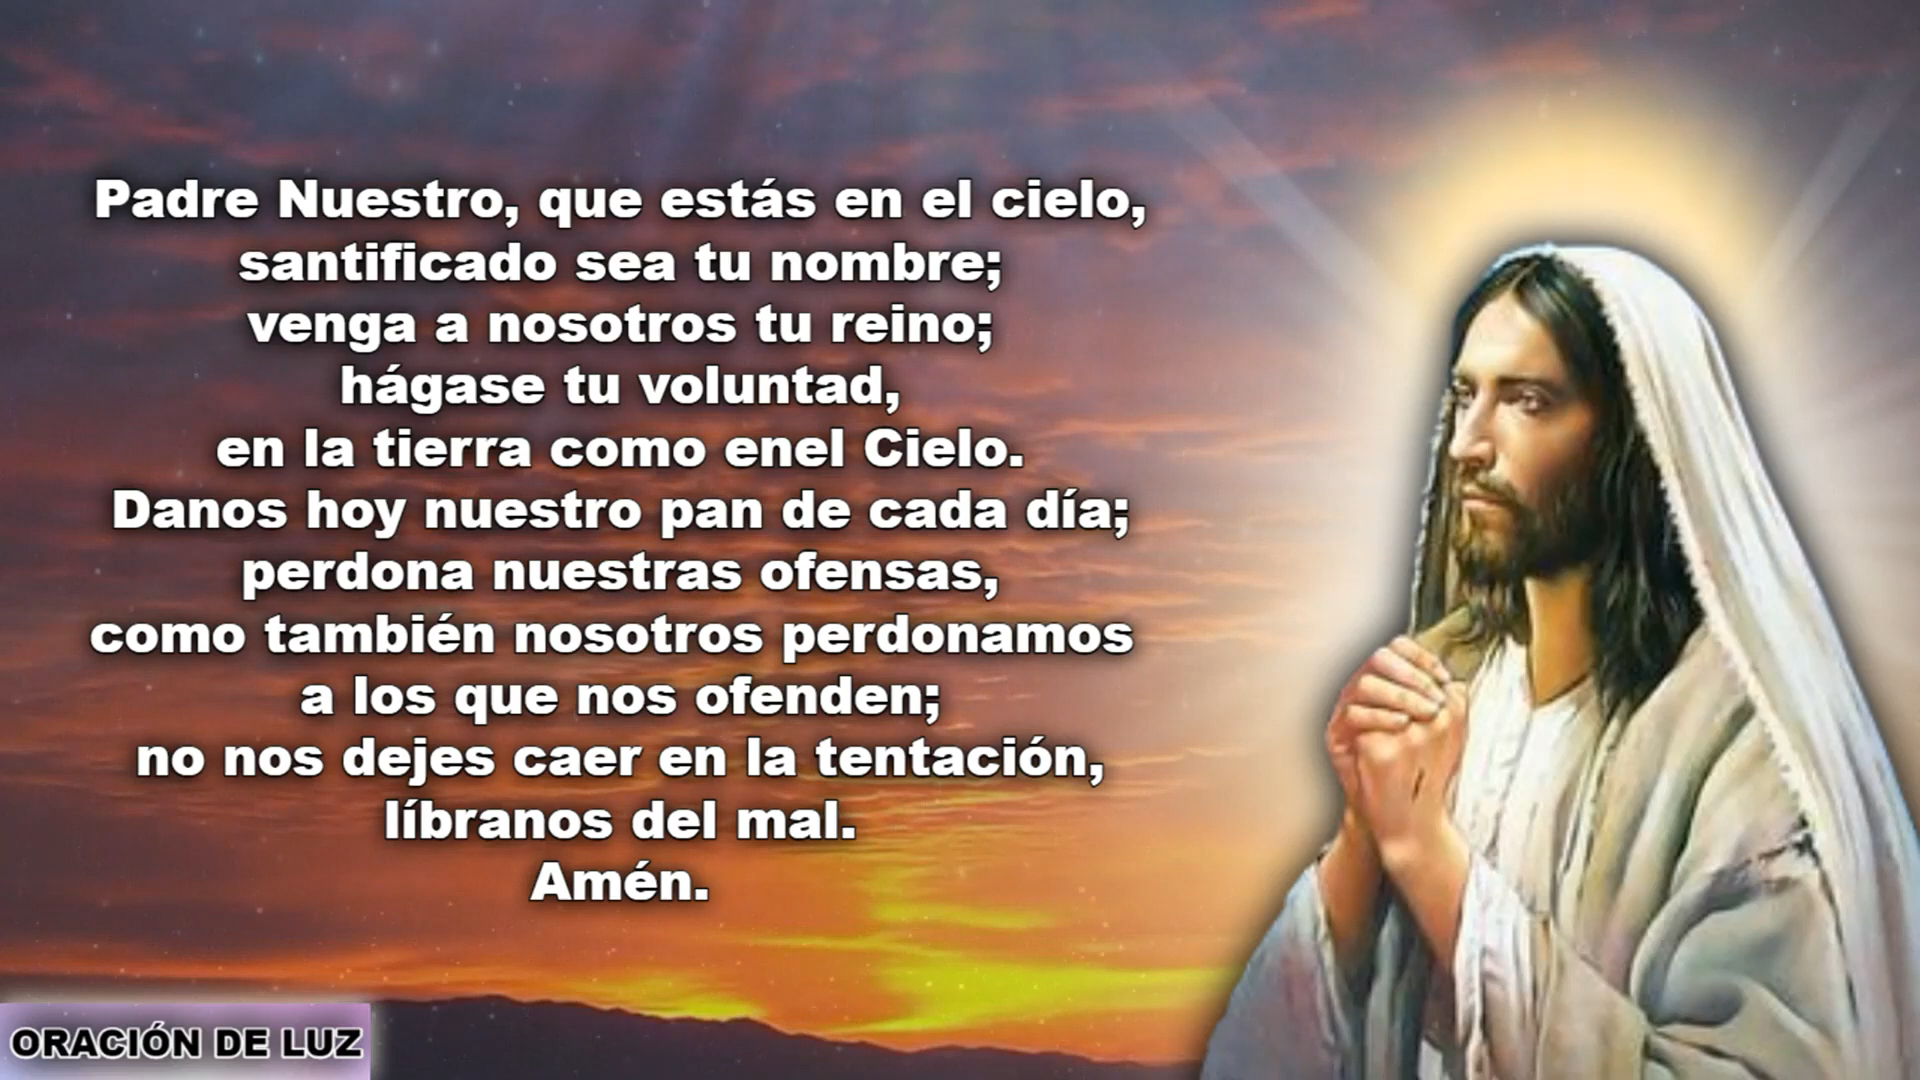 Padre Nuestro, que estás en el cielo,
santificado sea tu nombre;
venga a nosotros tu reino;
hágase tu voluntad,
en la tierra como enel Cielo.
Danos hoy nuestro pan de cada día;
perdona nuestras ofensas,
como también nosotros perdonamos
a los que nos ofenden;
no nos dejes caer en la tentación,
líbranos del mal.
Amén.
ORACIÓN DE LUZ